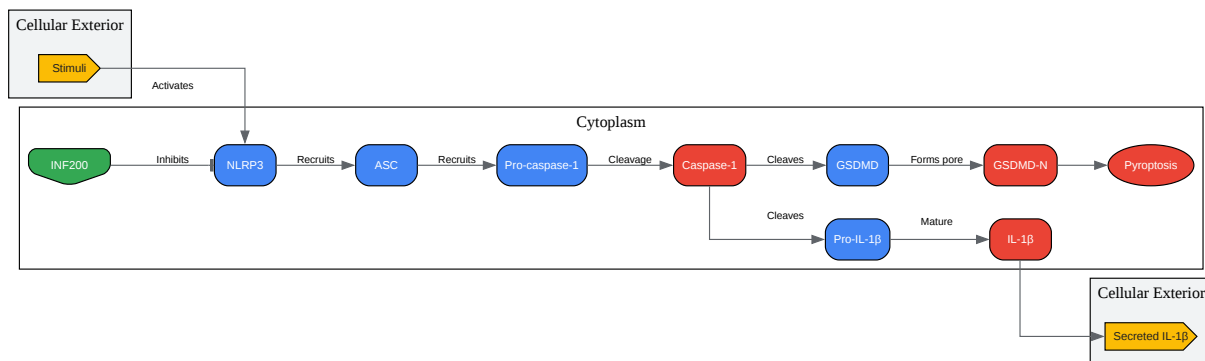 Cellular Exterior
Stimuli
Activates
Cytoplasm
INF200
Inhibits
NLRP3
Recruits
ASC
Recruits
Pro-caspase-1
Cleavage
Caspase-1
Cleaves
GSDMD
Forms pore
GSDMD-N
Pyroptosis
Cleaves
Pro-IL-1β
Mature
IL-1β
Cellular Exterior
Secreted IL-1β